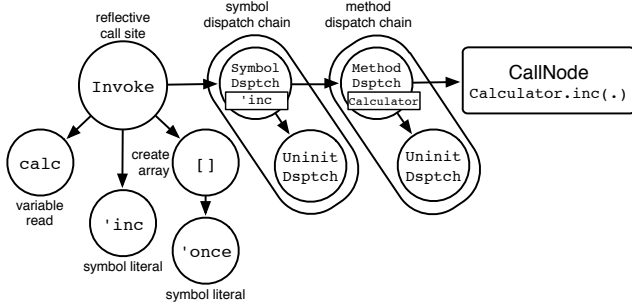 symbol
dispatch chain
method
dispatch chain
reflective
call site
Invoke
Symbol
Dsptch
'inc
Method
Dsptch
Calculator
CallNode
Calculator.inc(.)
calc
variable
read
'inc
symbol literal
create
array
[]
'once
symbol literal
Uninit
Dsptch
Uninit
Dsptch